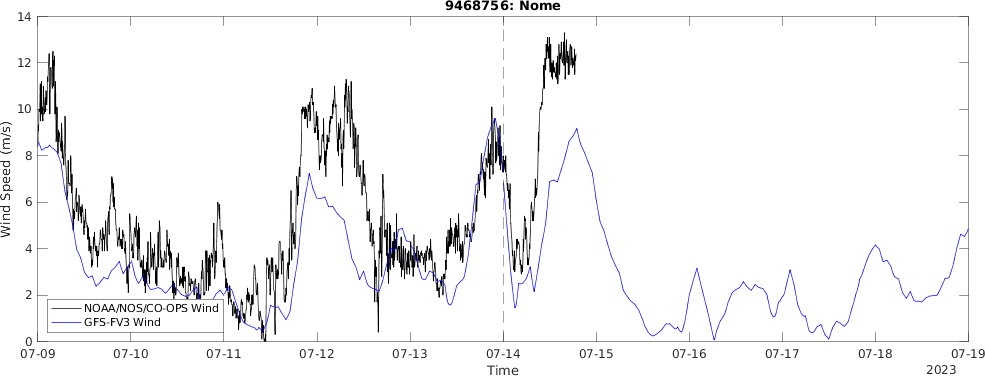 9468756: Nome
Wind Speed (m/s)
14
12
10
8
6
4
2
0
NOAA/NOS/CO-OPS Wind
GFS-FV3 Wind
07-09 07-10 07-11 07-12 07-13 07-14 07-15 07-16 07-17 07-18 07-19
Time
2023